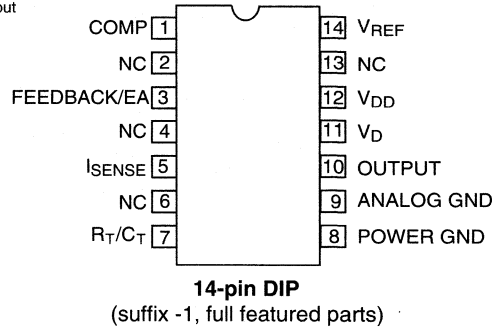 out
COMP 1
NC 2
FEEDBACK/EA 3
NC 4
ISENSE 5
NC 6
RT/CT 7
14 VREF
13 NC
12 VDD
11 VD
10 OUTPUT
9 ANALOG GND
8 POWER GND
14-pin DIP
(suffix -1, full featured parts)